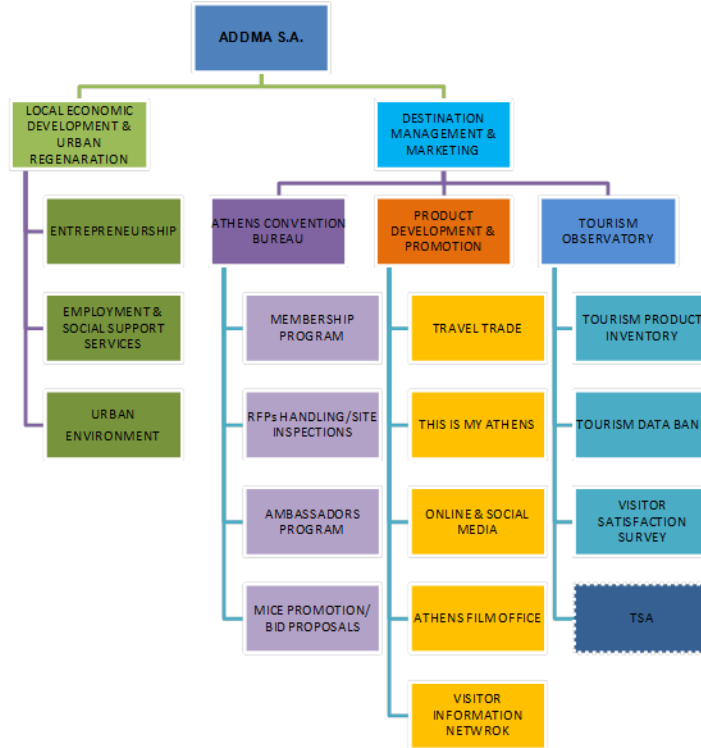 ADDMA S.A.
LOCAL ECONOMIC
DEVELOPMENT &
URBAN
REGENARATION
DESTINATION
MANAGEMENT &
MARKETING
ENTREPRENEURSHIP
EMPLOYMENT &
SOCIAL SUPPORT
SERVICES
URBAN
ENVIRONMENT
ATHENS CONVENTION
BUREAU
PRODUCT
DEVELOPMENT &
PROMOTION
TOURISM
OBSERVATORY
MEMBERSHIP
PROGRAM
RFPs HANDLING/SITE
INSPECTIONS
AMBASSADORS
PROGRAM
MICE PROMOTION/
BID PROPOSALS
TRAVEL TRADE
THIS IS MY ATHENS
ONLINE & SOCIAL
MEDIA
ATHENS FILM OFFICE
VISITOR
INFORMATION
NETWROK
TOURISM PRODUCT
INVENTORY
TOURISM DATA BAN
VISITOR
SATISFACTION
SURVEY
TSA